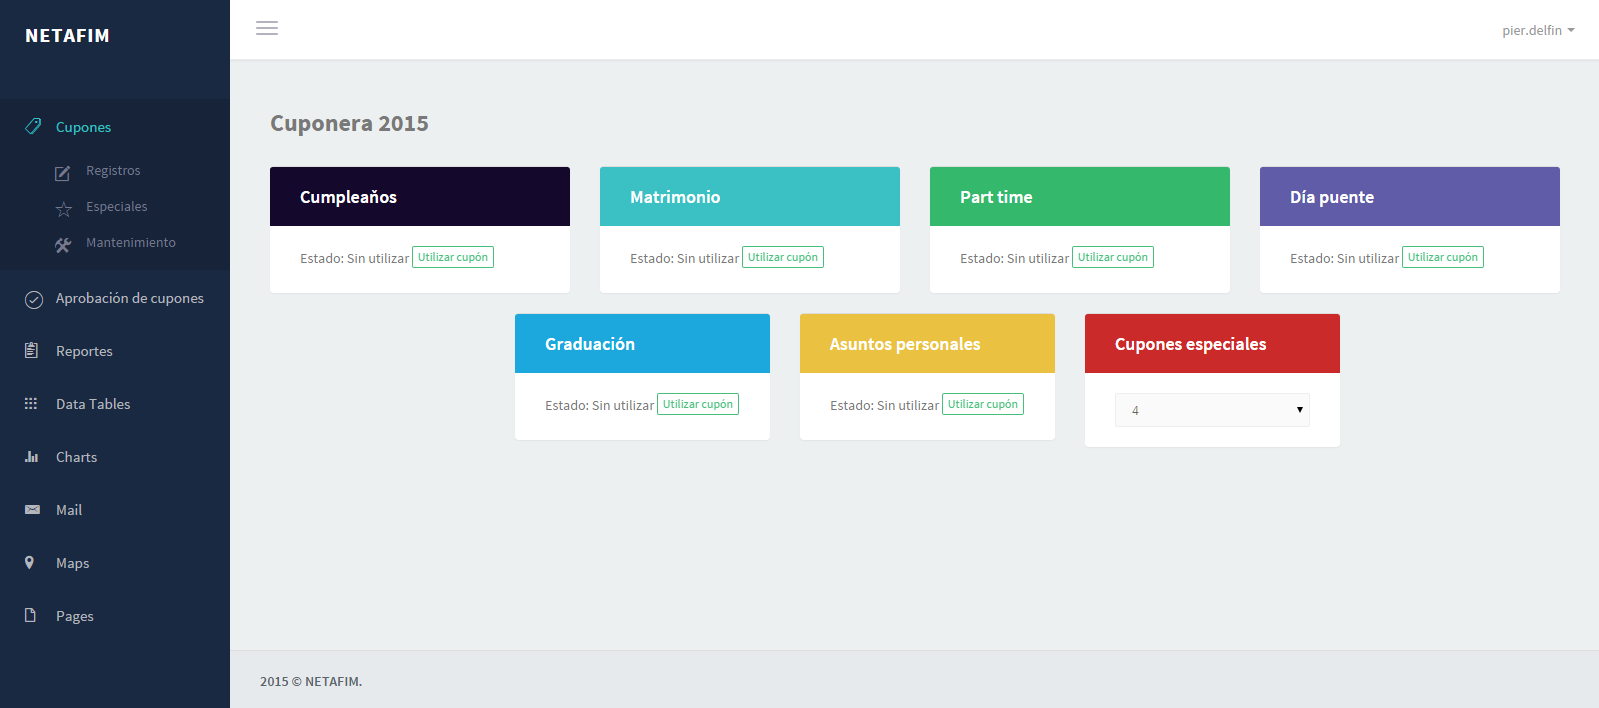 NETAFIM
pier.delfin
Cupones
Registros
Especiales
Mantenimiento
Aprobación de cupones
Reportes
Data Tables
Charts
Mail
Maps
Pages
Cuponera 2015
Cumpleaňos
Estado: Sin utilizar Utilizar cupón
Matrimonio
Estado: Sin utilizar Utilizar cupón
Part time
Estado: Sin utilizar Utilizar cupón
Día puente
Estado: Sin utilizar Utilizar cupón
Graduación
Estado: Sin utilizar Utilizar cupón
Asuntos personales
Estado: Sin utilizar Utilizar cupón
Cupones especiales
4
2015 © NETAFIM.